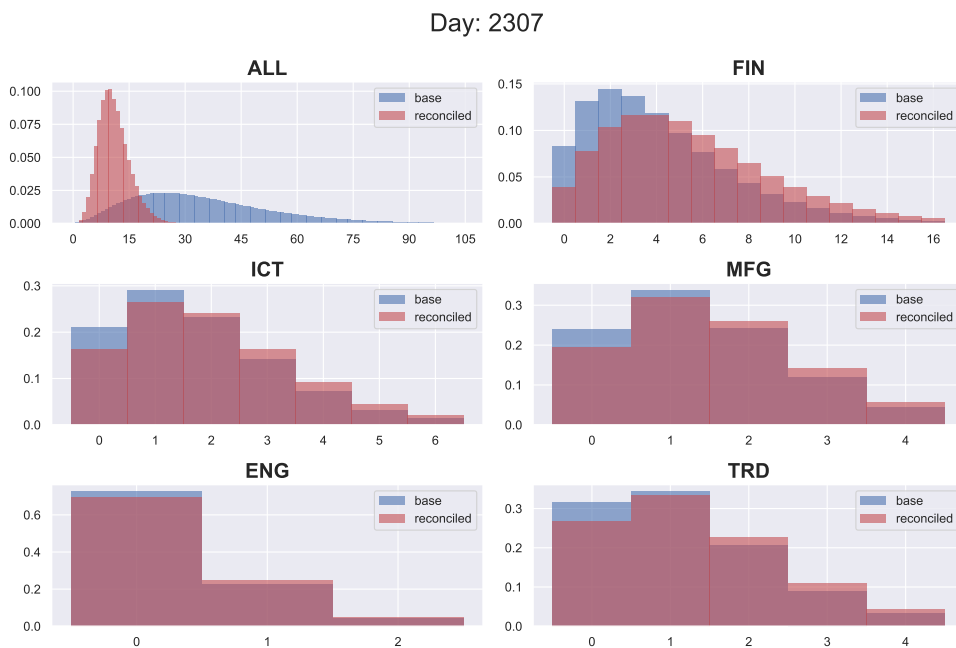 Day: 2307
ALL
FIN
0.100
0.075
0.050
0.025
0.000
base
reconciled
0 15 30 45 60 75 90 105
0.15
0.10
0.05
0.00
base
reconciled
0 2 4 6 8 10 12 14 16
ICT
MFG
0.3
0.2
0.1
0.0
base
reconciled
0 1 2 3 4 5 6
0.3
0.2
0.1
0.0
base
reconciled
0 1 2 3 4
ENG
TRD
0.6
0.4
0.2
0.0
base
reconciled
0 1 2
0.3
0.2
0.1
0.0
base
reconciled
0 1 2 3 4